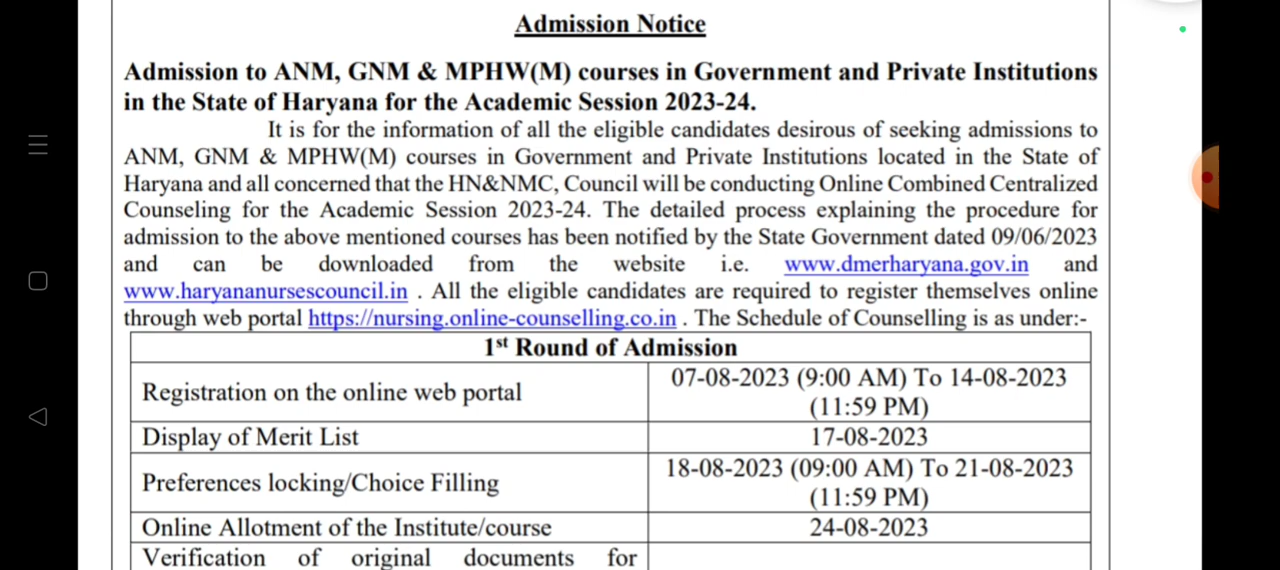 Admission Notice
Admission to ANM, GNM & MPHW(M) courses in Government and Private Institutions
in the State of Haryana for the Academic Session 2023-24.
It is for the information of all the eligible candidates desirous of seeking admissions to
ANM, GNM & MPHW(M) courses in Government and Private Institutions located in the State of
Haryana and all concerned that the HN&NMC, Council will be conducting Online Combined Centralized
Counseling for the Academic Session 2023-24. The detailed process explaining the procedure for
admission to the above mentioned courses has been notified by the State Government dated 09/06/2023
and can be downloaded from the website i.e. www.dmerharyana.gov.in and
www.haryananursescouncil.in . All the eligible candidates are required to register themselves online
through web portal https://nursing.online-counselling.co.in . The Schedule of Counselling is as under:-
1st Round of Admission
Registration on the online web portal
07-08-2023 (9:00 AM) To 14-08-2023
(11:59 PM)
Display of Merit List
17-08-2023
Preferences locking/Choice Filling
18-08-2023 (09:00 AM) To 21-08-2023
(11:59 PM)
Online Allotment of the Institute/course
24-08-2023
Verification of original documents for